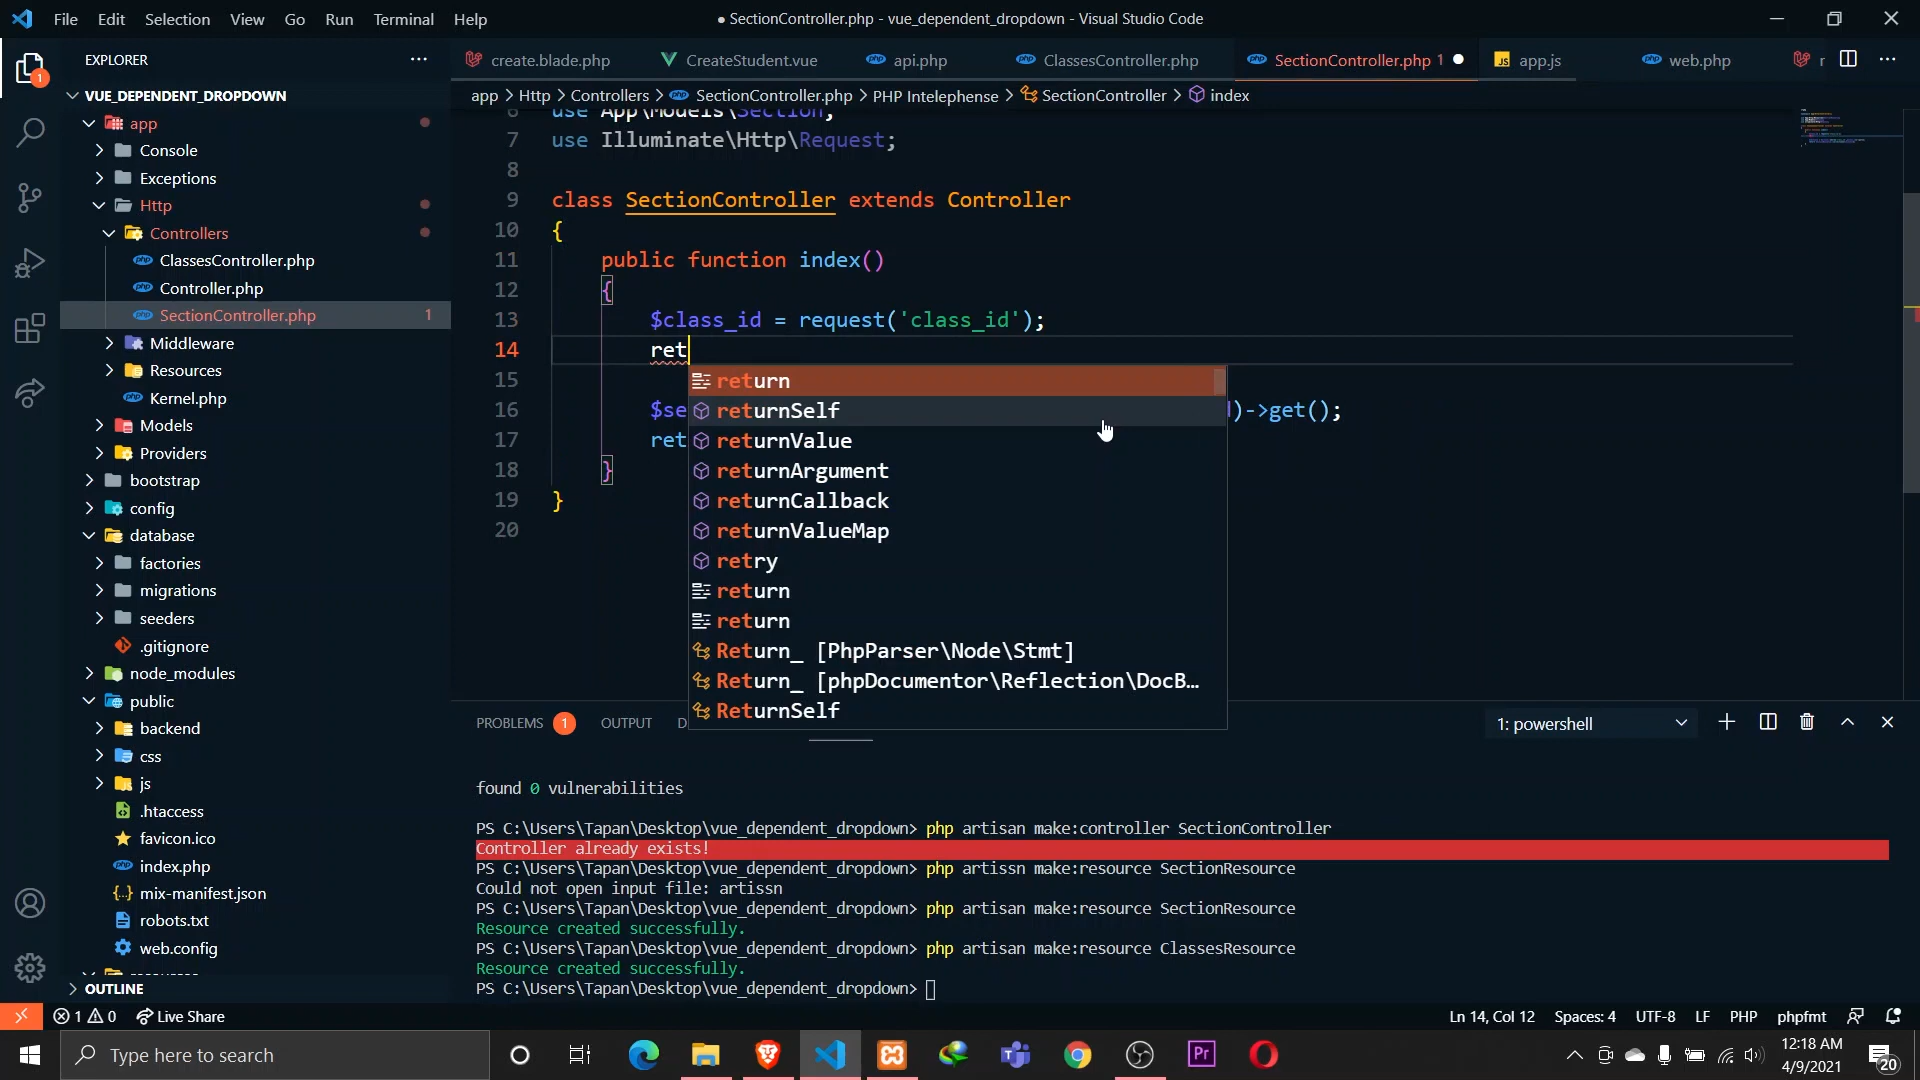 File Edit Selection View Go Run Terminal Help
● SectionController.php - vue_dependent_dropdown - Visual Studio Code
EXPLORER
create.blade.php CreateStudent.vue api.php ClassesController.php SectionController.php 1 app.js web.php r
app > Http > Controllers > SectionController.php > PHP Intelephense > SectionController > index
VUE_DEPENDENT_DROPDOWN
app
Console
Exceptions
Http
Controllers
ClassesController.php
Controller.php
SectionController.php 1
Middleware
Resources
Kernel.php
Models
Providers
bootstrap
config
database
factories
migrations
seeders
.gitignore
node_modules
public
backend
css
js
.htaccess
favicon.ico
index.php
mix-manifest.json
robots.txt
web.config
OUTLINE
6 use App\Models\Section;
7 use Illuminate\Http\Request;
8
9 class SectionController extends Controller
10 {
11 public function index()
12 {
13 $class_id = request('class_id');
14 ret
15
16 $se )->get();
17 ret
18 }
19 }
20
return
returnSelf
returnValue
returnArgument
returnCallback
returnValueMap
retry
return
return
Return_ [PhpParser\Node\Stmt]
Return_ [phpDocumentor\Reflection\DocB...
ReturnSelf
PROBLEMS 1 OUTPUT D 1: powershell
found 0 vulnerabilities
PS C:\Users\Tapan\Desktop\vue_dependent_dropdown> php artisan make:controller SectionController
Controller already exists!
PS C:\Users\Tapan\Desktop\vue_dependent_dropdown> php artissn make:resource SectionResource
Could not open input file: artissn
PS C:\Users\Tapan\Desktop\vue_dependent_dropdown> php artisan make:resource SectionResource
Resource created successfully.
PS C:\Users\Tapan\Desktop\vue_dependent_dropdown> php artisan make:resource ClassesResource
Resource created successfully.
PS C:\Users\Tapan\Desktop\vue_dependent_dropdown>
1 0 Live Share
Ln 14, Col 12 Spaces: 4 UTF-8 LF PHP phpfmt
Type here to search
12:18 AM
4/9/2021
20